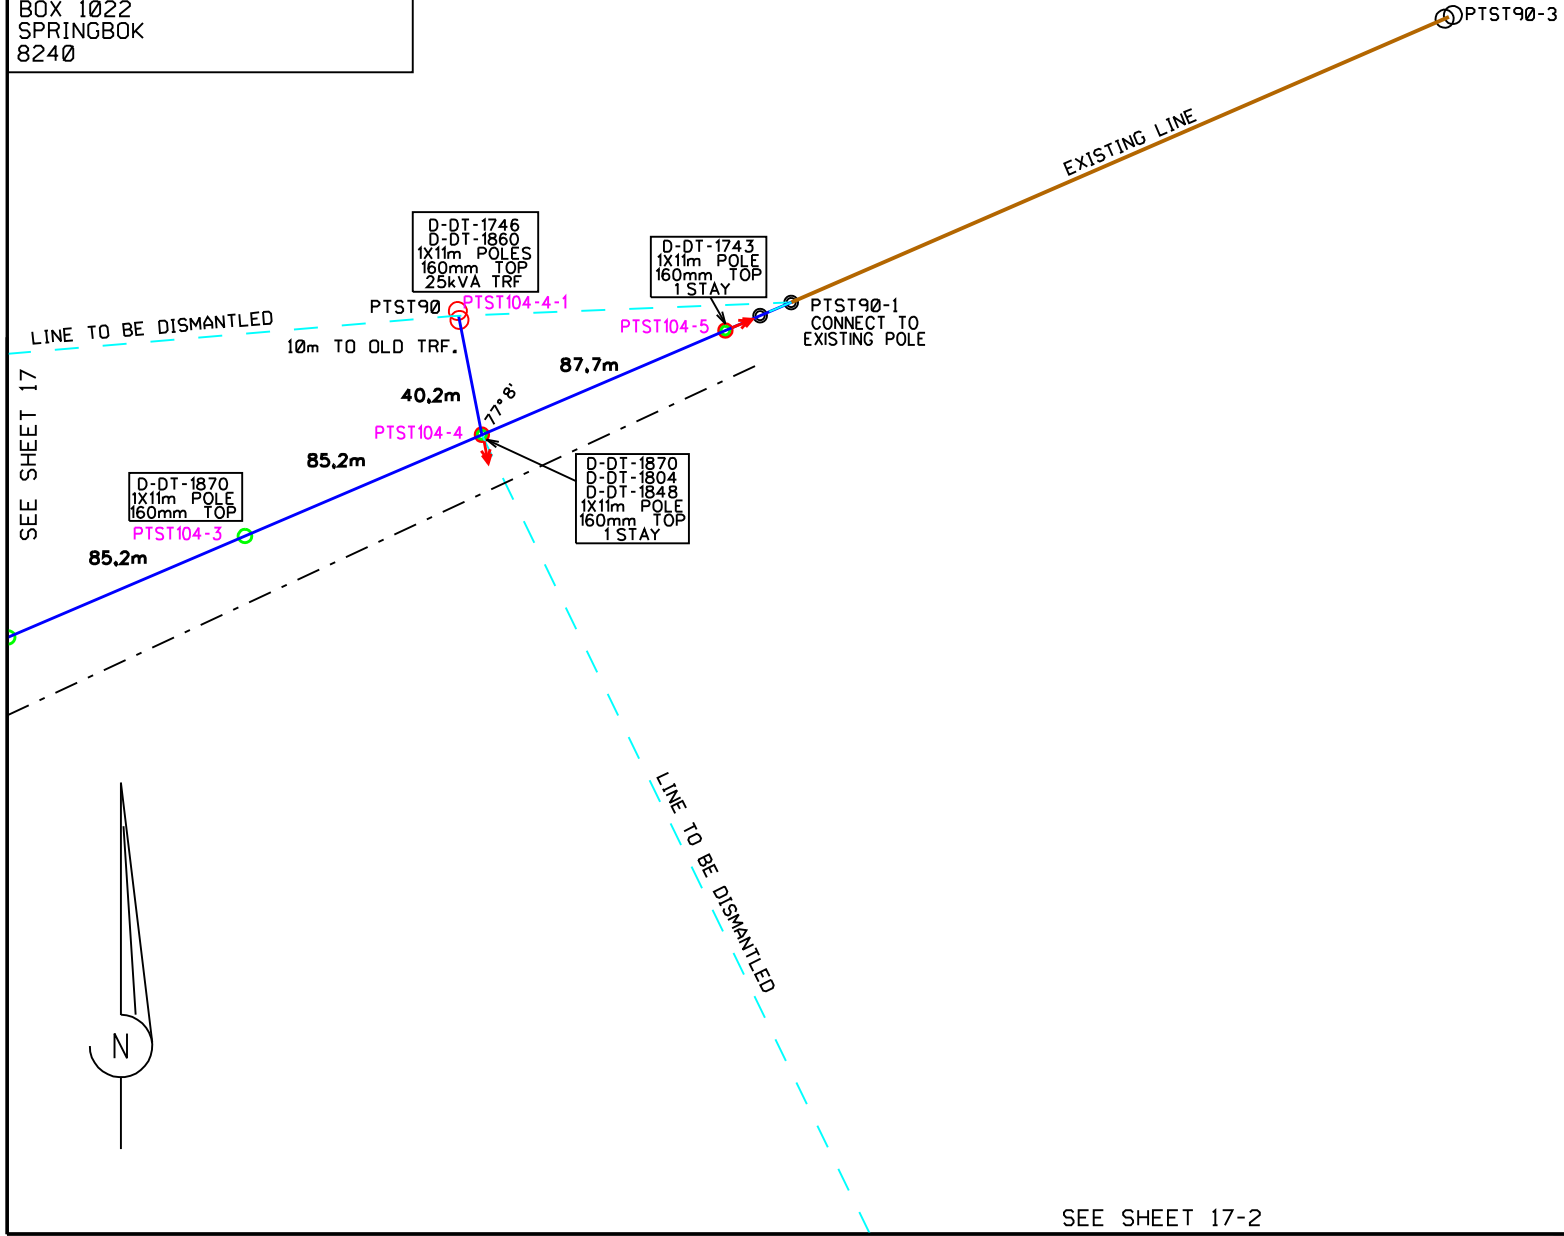 BOX 1022
SPRINGBOK
8240
PTST90-3
EXISTING LINE
D-DT-1746
D-DT-1860
1X11m POLES
160mm TOP
25kVA TRF
D-DT-1743
1X11m POLE
160mm TOP
1 STAY
PTST90
PTST104-4-1
PTST90-1
CONNECT TO
EXISTING POLE
LINE TO BE DISMANTLED
PTST104-5
10m TO OLD TRF.
87,7m
40,2m
77°8'
SEE SHEET 17
PTST104-4
85,2m
D-DT-1870
1X11m POLE
160mm TOP
D-DT-1870
D-DT-1804
D-DT-1848
1X11m POLE
160mm TOP
1 STAY
PTST104-3
85,2m
LINE TO BE DISMANTLED
N
SEE SHEET 17-2